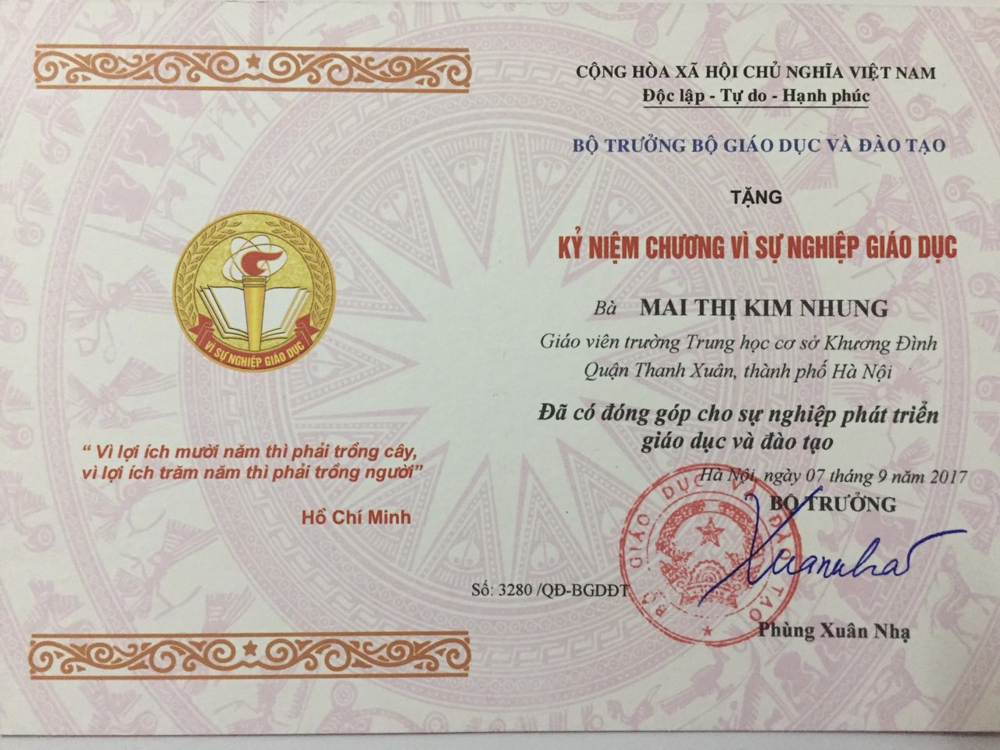 VÌ SỰ NGHIỆP GIÁO DỤC
“ Vì lợi ích mười năm thì phải trồng cây,
vì lợi ích trăm năm thì phải trồng người”
Hồ Chí Minh
CỘNG HÒA XÃ HỘI CHỦ NGHĨA VIỆT NAM
Độc lập - Tự do - Hạnh phúc
BỘ TRƯỞNG BỘ GIÁO DỤC VÀ ĐÀO TẠO
TẶNG
KỶ NIỆM CHƯƠNG VÌ SỰ NGHIỆP GIÁO DỤC
Bà MAI THỊ KIM NHUNG
Giáo viên trường Trung học cơ sở Khương Đình
Quận Thanh Xuân, thành phố Hà Nội
Đã có đóng góp cho sự nghiệp phát triển
giáo dục và đào tạo
Hà Nội, ngày 07 tháng 9 năm 2017
BỘ TRƯỞNG
BỘ GIÁO DỤC VÀ ĐÀO TẠO
Xuannha
Số: 3280 /QĐ-BGDĐT
Phùng Xuân Nhạ